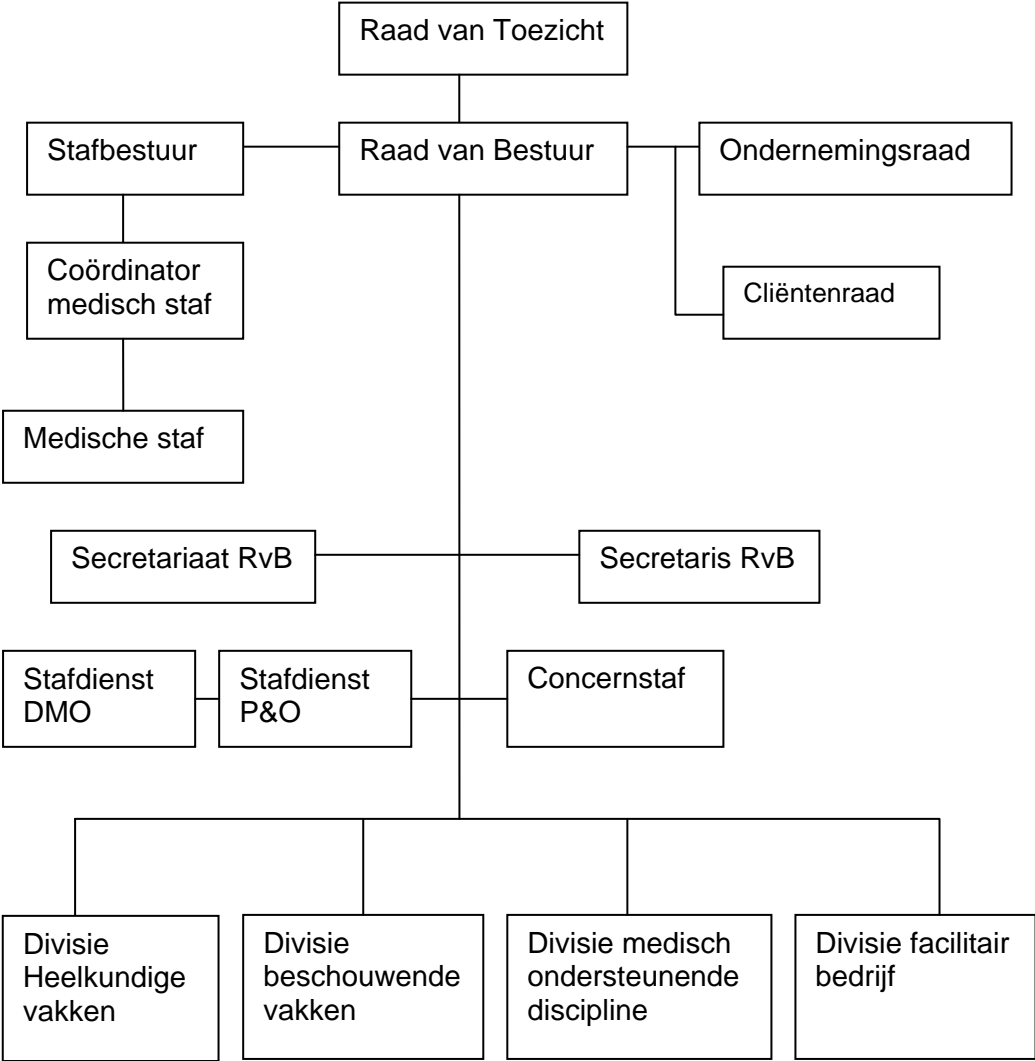 Raad van Toezicht
Stafbestuur
Raad van Bestuur
Ondernemingsraad
Coördinator
medisch staf
Cliëntenraad
Medische staf
Secretariaat RvB
Secretaris RvB
Stafdienst
DMO
Stafdienst
P&O
Concernstaf
Divisie
Heelkundige
vakken
Divisie
beschouwende
vakken
Divisie medisch
ondersteunende
discipline
Divisie facilitair
bedrijf